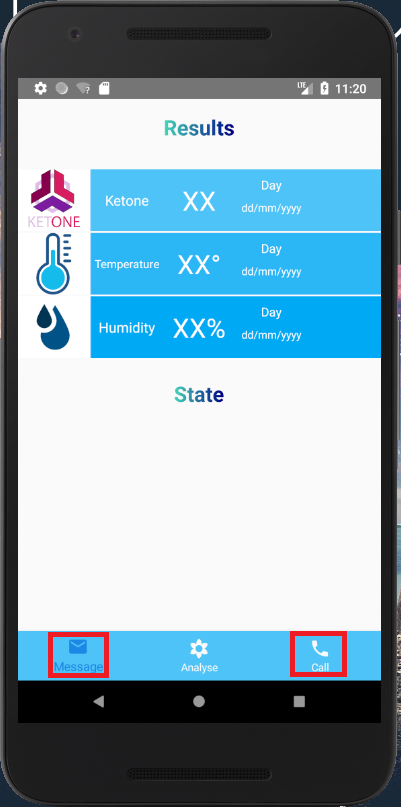 LTE 11:20
Results
KETONE
Ketone XX Day
dd/mm/yyyy
Temperature XX° Day
dd/mm/yyyy
Humidity XX% Day
dd/mm/yyyy
State
Message Analyse Call